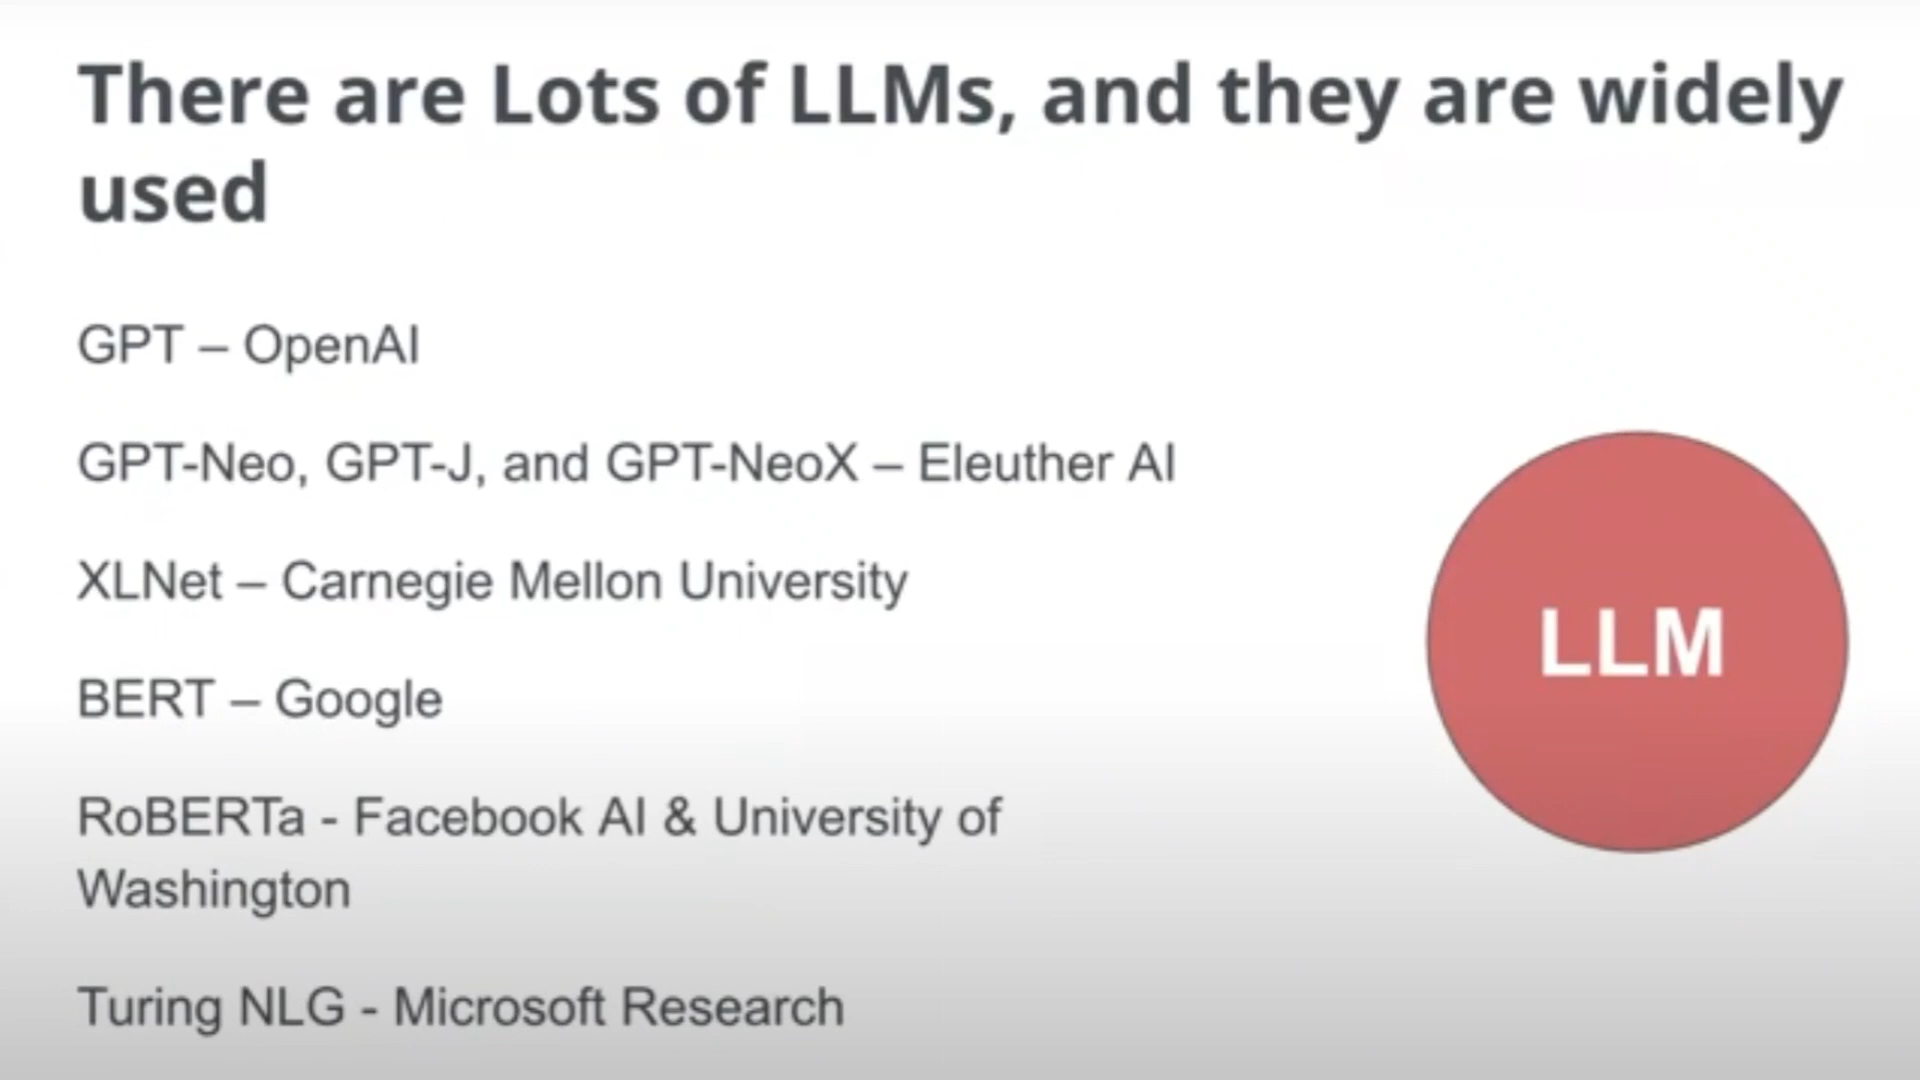 There are Lots of LLMs, and they are widely
used
GPT – OpenAI
GPT-Neo, GPT-J, and GPT-NeoX – Eleuther AI
XLNet – Carnegie Mellon University
BERT – Google
RoBERTa - Facebook AI & University of
Washington
Turing NLG - Microsoft Research
LLM